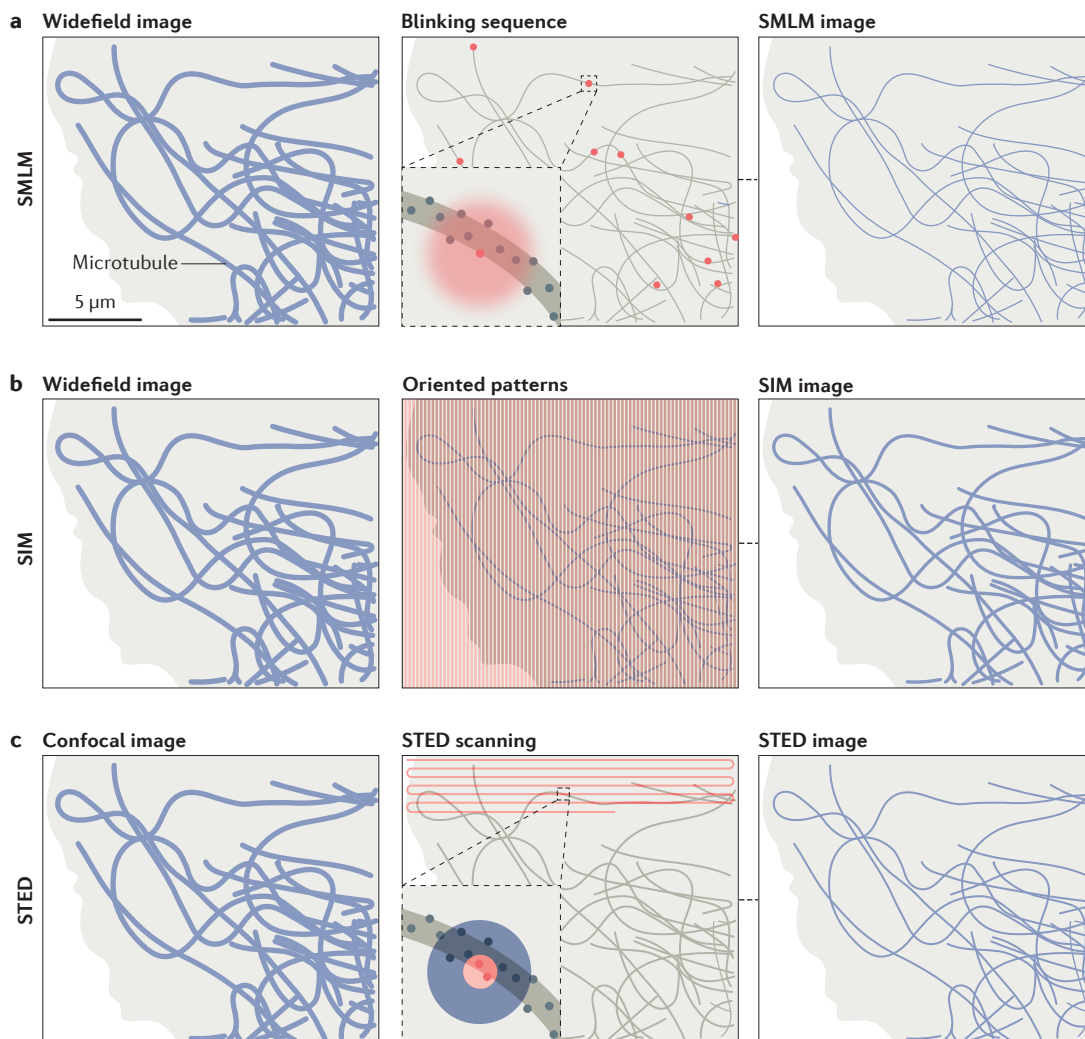 a Widefield image Blinking sequence SMLM image
SMLM
Microtubule
5 µm
b Widefield image Oriented patterns SIM image
SIM
c Confocal image STED scanning STED image
STED